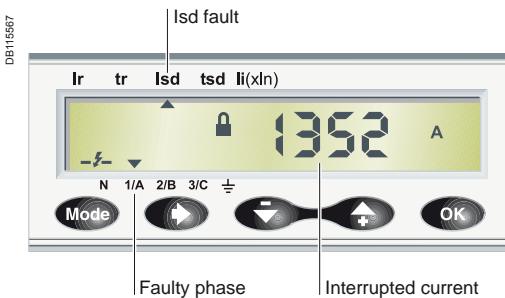 DB115567
Isd fault
Ir tr Isd tsd Ii(xIn)
1352 A
N 1/A 2/B 3/C
Mode OK
Faulty phase Interrupted current